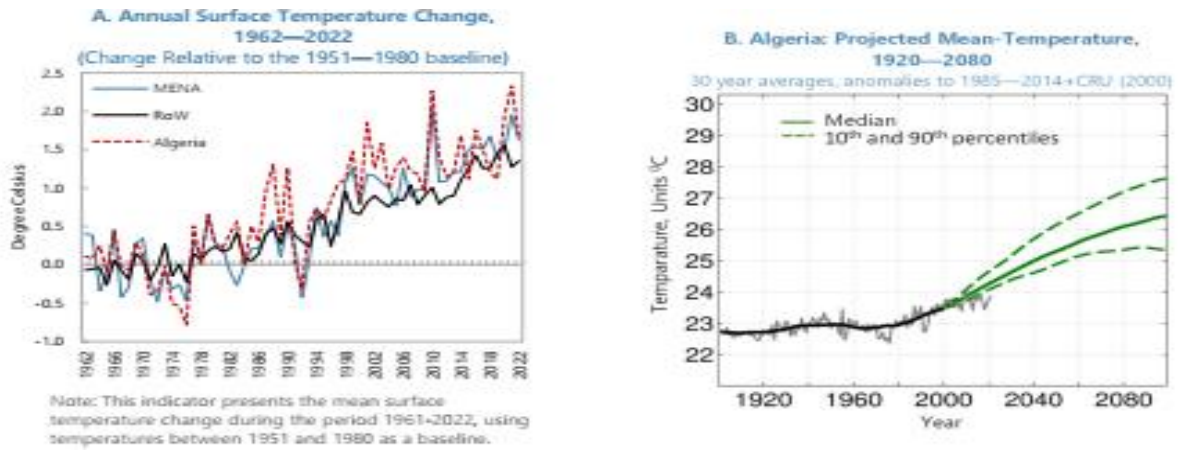 A. Annual Surface Temperature Change,
1962—2022
(Change Relative to the 1951—1980 baseline)
2.5
2.0
1.5
1.0
0.5
0.0
-0.5
-1.0
Degree Celsius
MENA
RoW
Algeria
1962
1966
1970
1974
1978
1982
1986
1990
1994
1998
2002
2006
2010
2014
2018
2022
Note: This indicator presents the mean surface
temperature change during the period 1961-2022, using
temperatures between 1951 and 1980 as a baseline.
B. Algeria: Projected Mean-Temperature,
1920—2080
30 year averages, anomalies to 1985—2014+CRU (2000)
30
29
28
27
26
25
24
23
22
Temparature, Units °C
Median
10th and 90th percentiles
1920
1960
2000
2040
2080
Year